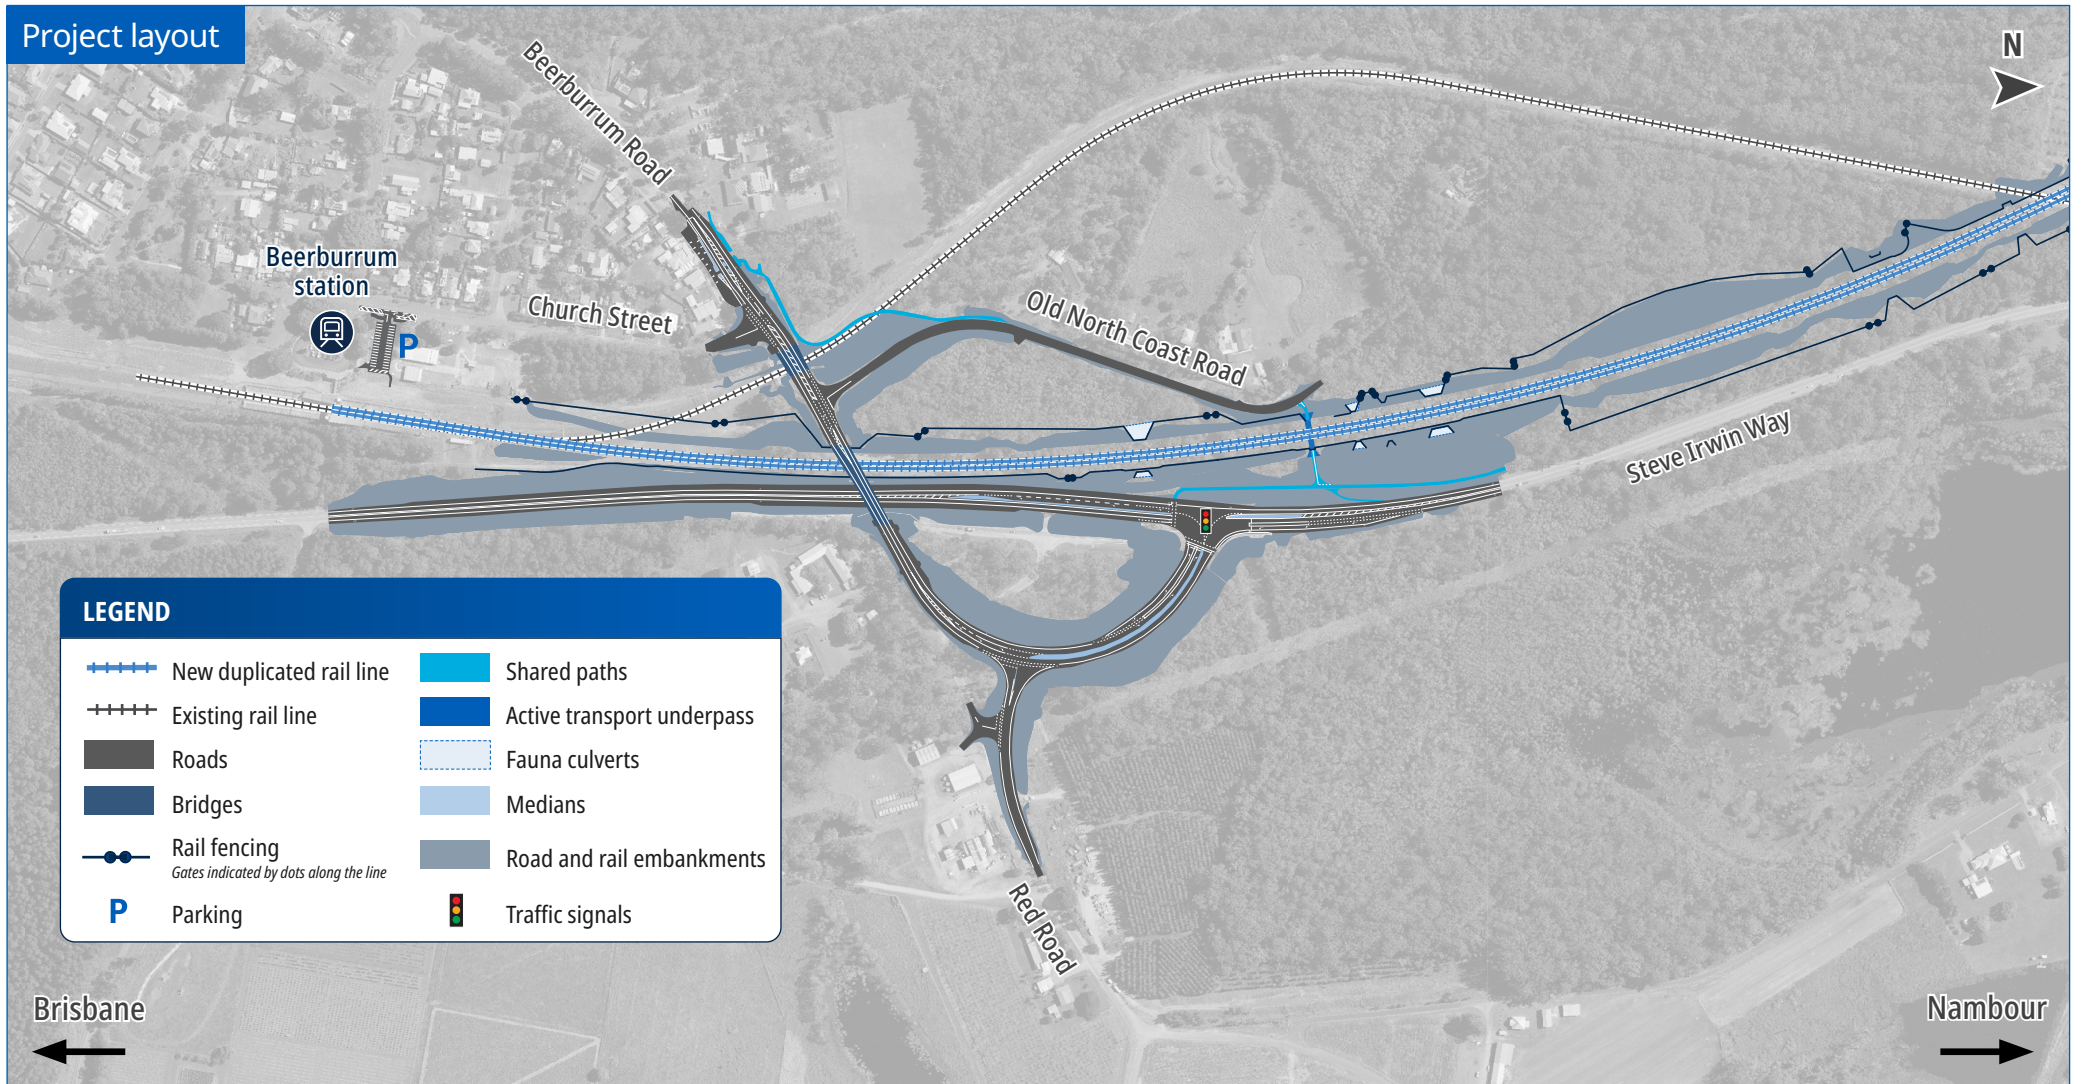 Project layout
N
Beerburrum Road
Beerburrum
station
P
Church Street
Old North Coast Road
Steve Irwin Way
LEGEND
New duplicated rail line
Existing rail line
Roads
Bridges
Rail fencing
Gates indicated by dots along the line
P Parking
Shared paths
Active transport underpass
Fauna culverts
Medians
Road and rail embankments
Traffic signals
Red Road
Brisbane
Nambour